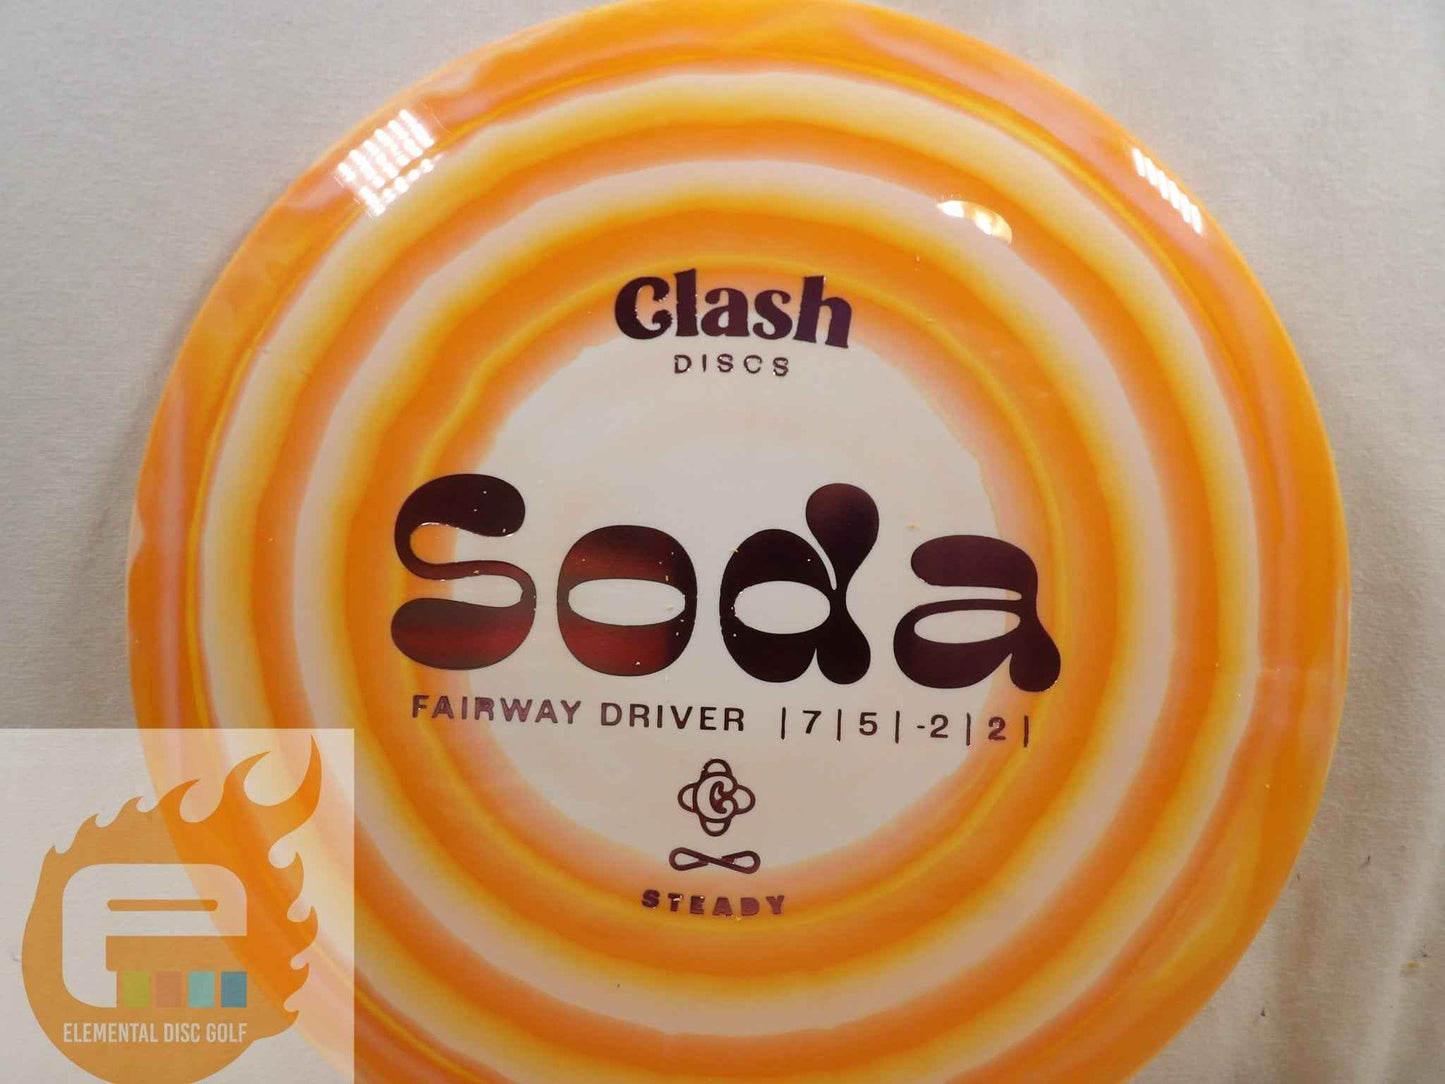 Clash
DISCS
Soda
FAIRWAY DRIVER | 7 | 5 | -2 | 2 |
C
STEADY
E
ELEMENTAL DISC GOLF